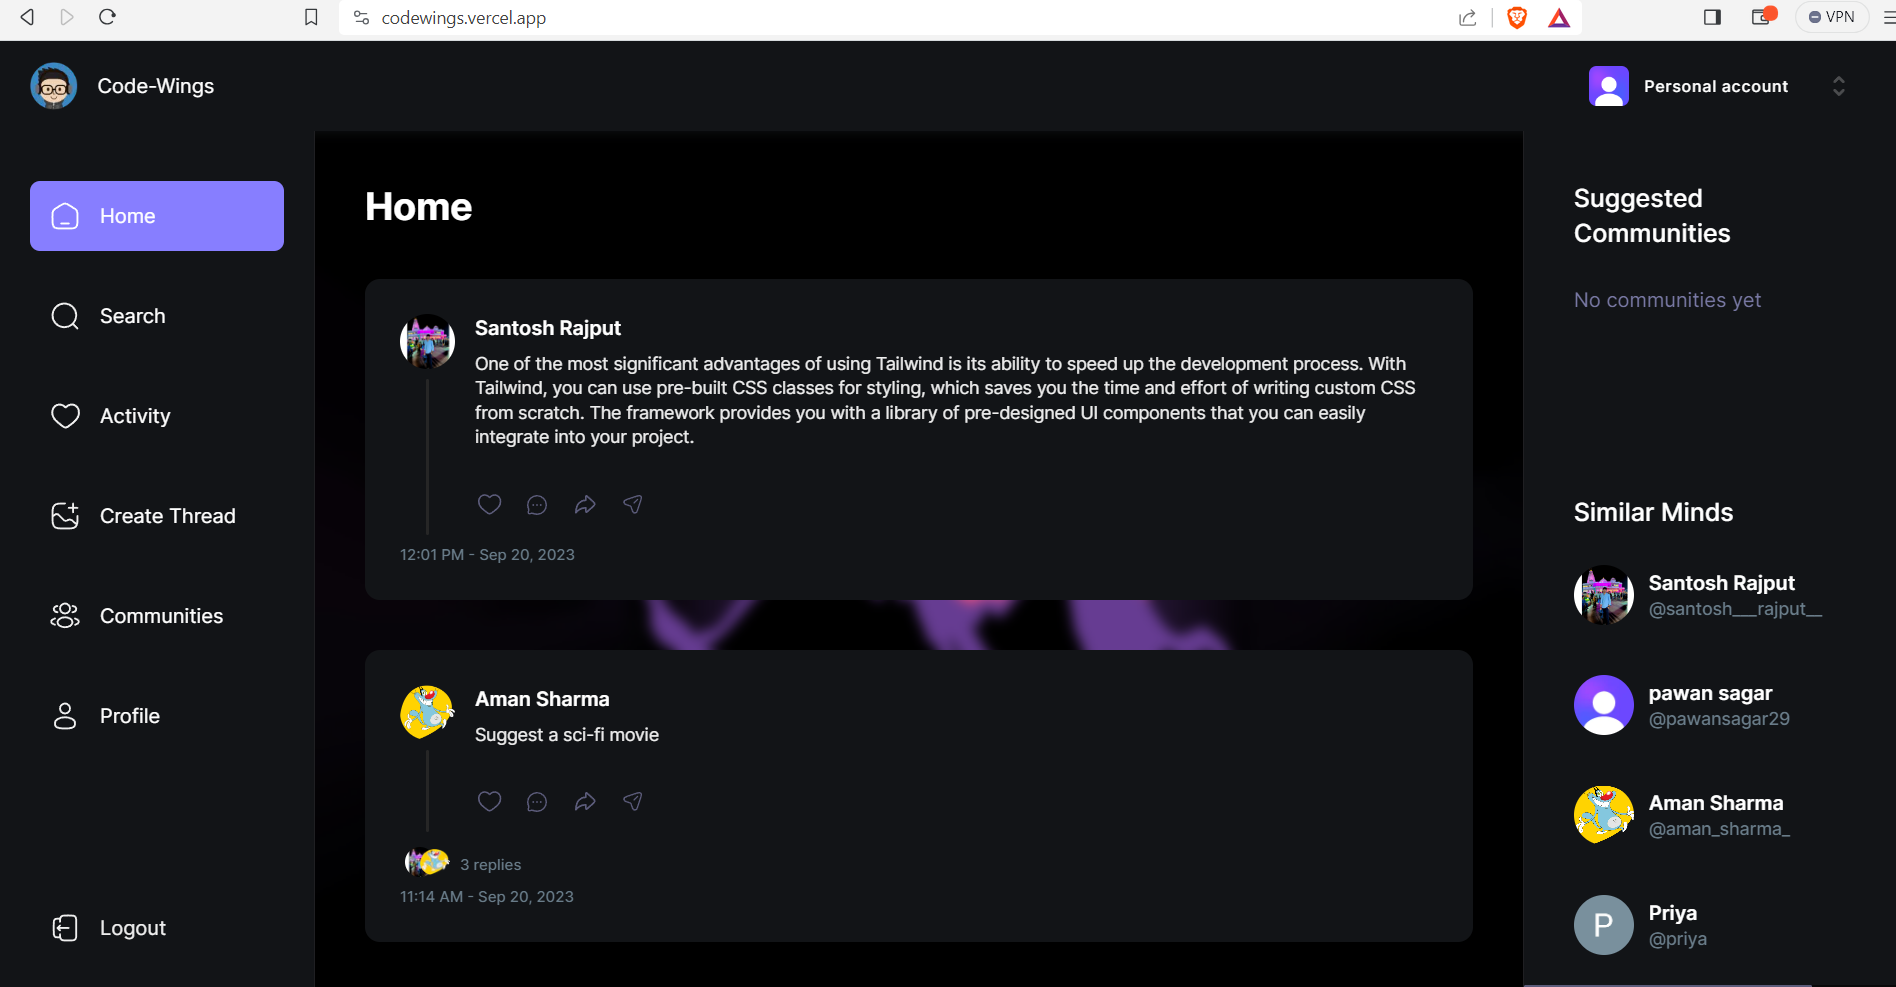 codewings.vercel.app
VPN
Code-Wings
Personal account
Home
Search
Activity
Create Thread
Communities
Profile
Logout
Home
Santosh Rajput
One of the most significant advantages of using Tailwind is its ability to speed up the development process. With
Tailwind, you can use pre-built CSS classes for styling, which saves you the time and effort of writing custom CSS
from scratch. The framework provides you with a library of pre-designed UI components that you can easily
integrate into your project.
12:01 PM - Sep 20, 2023
Aman Sharma
Suggest a sci-fi movie
3 replies
11:14 AM - Sep 20, 2023
Suggested
Communities
No communities yet
Similar Minds
Santosh Rajput
@santosh___rajput__
pawan sagar
@pawansagar29
Aman Sharma
@aman_sharma_
P
Priya
@priya